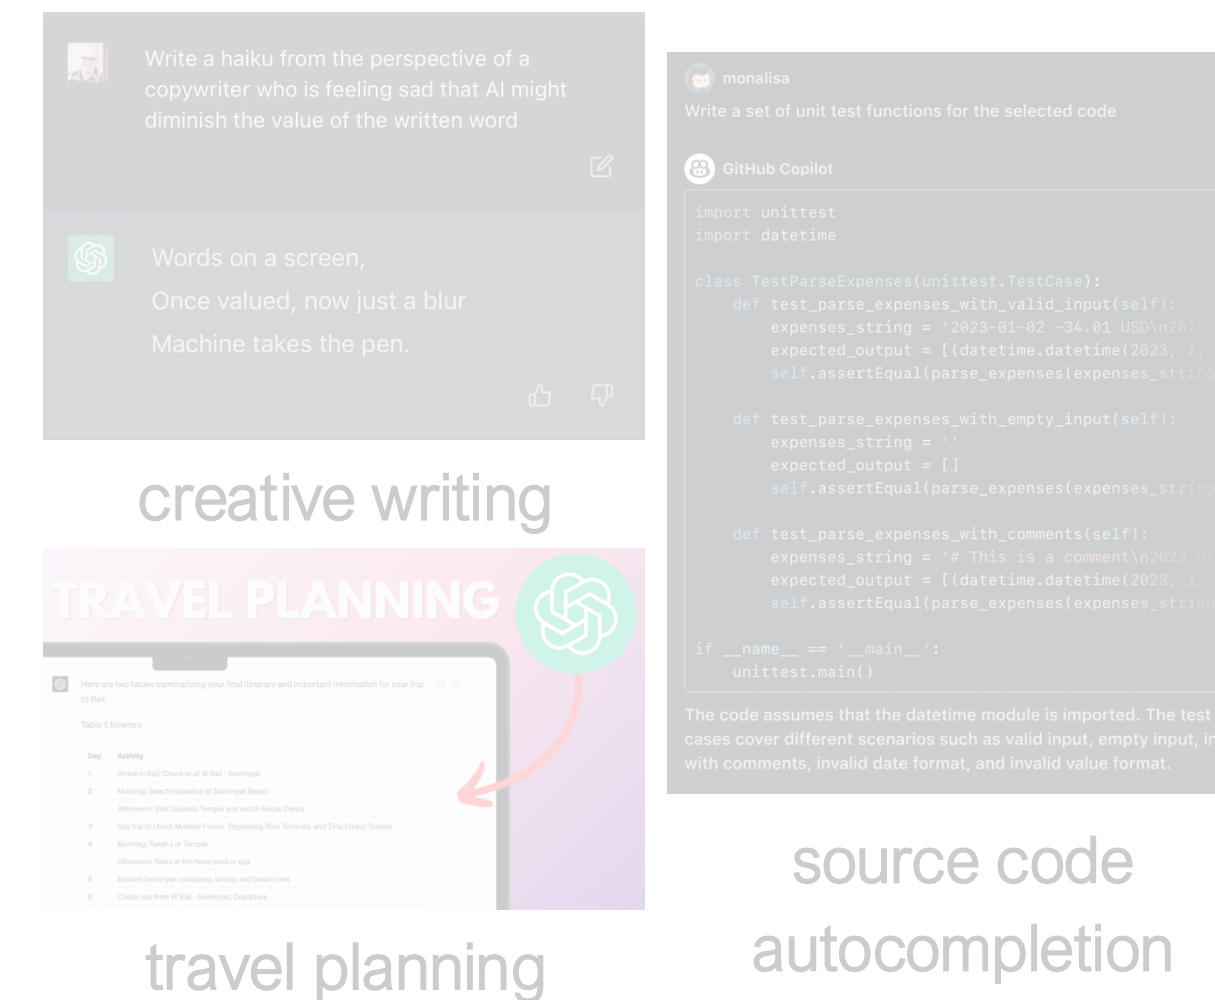 Write a haiku from the perspective of a
copywriter who is feeling sad that AI might
diminish the value of the written word
Words on a screen,
Once valued, now just a blur
Machine takes the pen.
creative writing
TRAVEL PLANNING
Here are two tables summarizing your final itinerary and important information for your trip
to Bali:
Table 1: Itinerary
Day Activity
1 Arrive in Bali; Check-in at W Bali - Seminyak
2 Morning: Beach relaxation at Seminyak Beach
Afternoon: Visit Uluwatu Temple and watch Kecak Dance
3 Day trip to Ubud: Monkey Forest, Tegalalang Rice Terraces, and Tirta Empul Temple
4 Morning: Tanah Lot Temple
Afternoon: Relax at the hotel pool or spa
5 Explore Seminyak: shopping, dining, and beach time
6 Check-out from W Bali - Seminyak; Departure
travel planning
monalisa
Write a set of unit test functions for the selected code
GitHub Copilot
import unittest
import datetime
class TestParseExpenses(unittest.TestCase):
def test_parse_expenses_with_valid_input(self):
expenses_string = '2023-01-02 -34.01 USD\n2023-
expected_output = [(datetime.datetime(2023, 1,
self.assertEqual(parse_expenses(expenses_string
def test_parse_expenses_with_empty_input(self):
expenses_string = ''
expected_output = []
self.assertEqual(parse_expenses(expenses_string
def test_parse_expenses_with_comments(self):
expenses_string = '# This is a comment\n2023-01
expected_output = [(datetime.datetime(2023, 1,
self.assertEqual(parse_expenses(expenses_string
if __name__ == '__main__':
unittest.main()
The code assumes that the datetime module is imported. The test
cases cover different scenarios such as valid input, empty input, in
with comments, invalid date format, and invalid value format.
source code
autocompletion